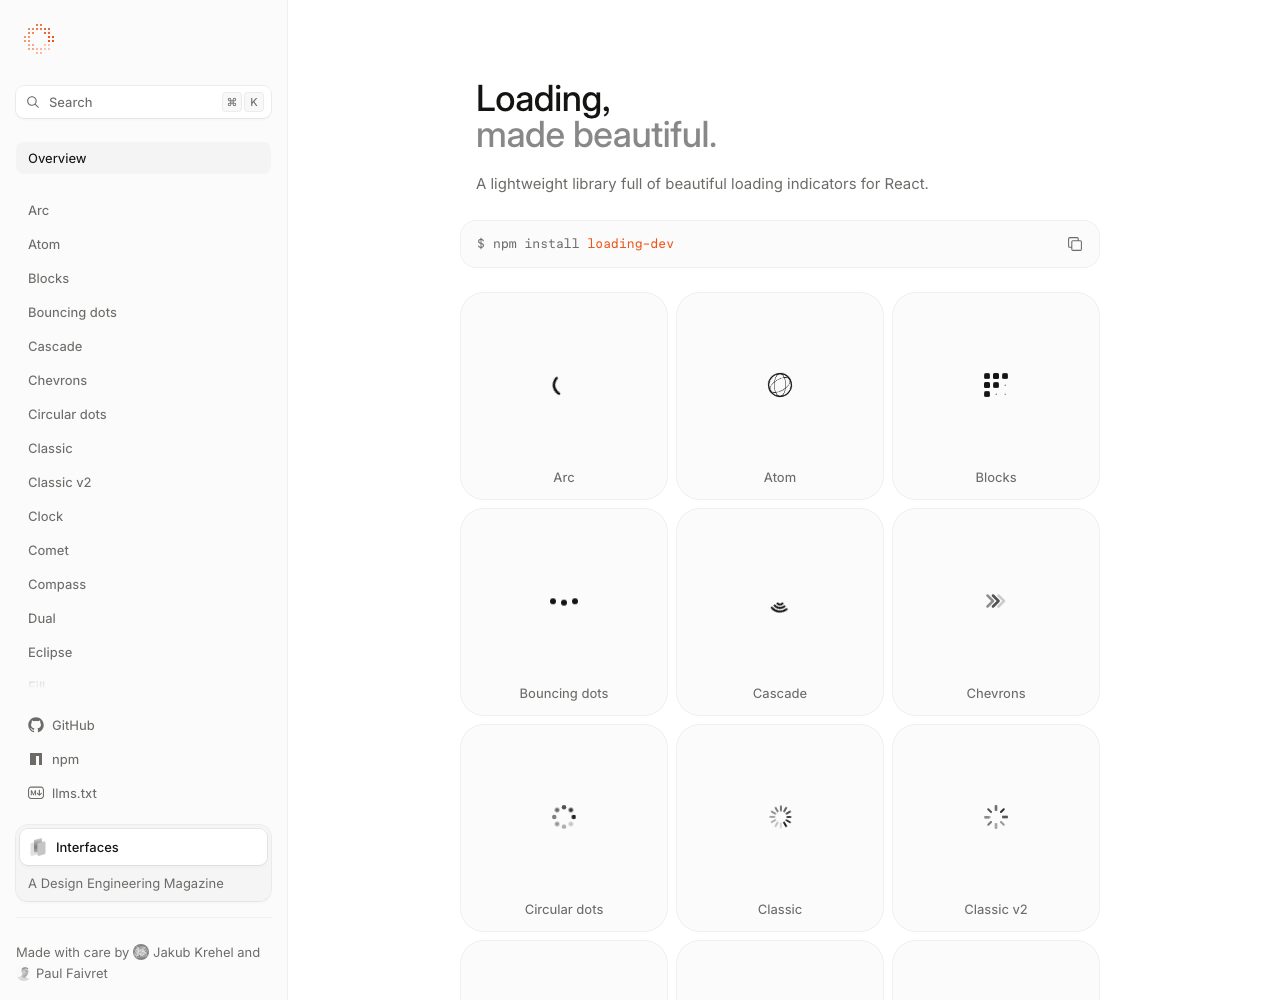 Search
⌘ K
Overview
Arc
Atom
Blocks
Bouncing dots
Cascade
Chevrons
Circular dots
Classic
Classic v2
Clock
Comet
Compass
Dual
Eclipse
GitHub
npm
llms.txt
Interfaces
A Design Engineering Magazine
Made with care by Jakub Krehel and
Paul Faivret
Loading,
made beautiful.
A lightweight library full of beautiful loading indicators for React.
$ npm install loading-dev
Arc
Atom
Blocks
Bouncing dots
Cascade
Chevrons
Circular dots
Classic
Classic v2